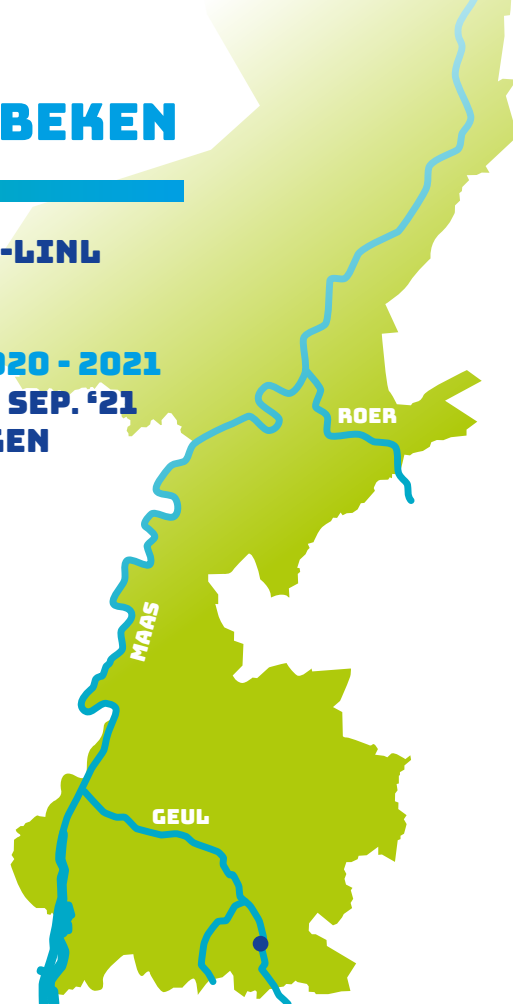 BEKEN
-LINL
020 - 2021
SEP. ‘21
GEN
ROER
MAAS
GEUL